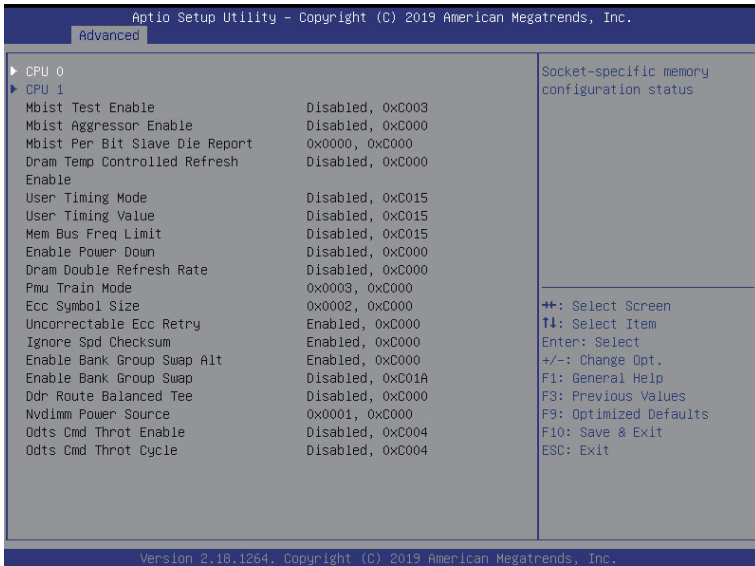 Aptio Setup Utility – Copyright (C) 2019 American Megatrends, Inc.
Advanced
▶ CPU 0
▶ CPU 1
Mbist Test Enable Disabled, 0xC003
Mbist Aggressor Enable Disabled, 0xC000
Mbist Per Bit Slave Die Report 0x0000, 0xC000
Dram Temp Controlled Refresh Disabled, 0xC000
Enable
User Timing Mode Disabled, 0xC015
User Timing Value Disabled, 0xC015
Mem Bus Freq Limit Disabled, 0xC015
Enable Power Down Disabled, 0xC000
Dram Double Refresh Rate Disabled, 0xC000
Pmu Train Mode 0x0003, 0xC000
Ecc Symbol Size 0x0002, 0xC000
Uncorrectable Ecc Retry Enabled, 0xC000
Ignore Spd Checksum Enabled, 0xC000
Enable Bank Group Swap Alt Enabled, 0xC000
Enable Bank Group Swap Disabled, 0xC01A
Ddr Route Balanced Tee Disabled, 0xC000
Nvdimm Power Source 0x0001, 0xC000
Odts Cmd Throt Enable Disabled, 0xC004
Odts Cmd Throt Cycle Disabled, 0xC004
Socket-specific memory
configuration status
→←: Select Screen
↑↓: Select Item
Enter: Select
+/-: Change Opt.
F1: General Help
F3: Previous Values
F9: Optimized Defaults
F10: Save & Exit
ESC: Exit
Version 2.18.1264. Copyright (C) 2019 American Megatrends, Inc.